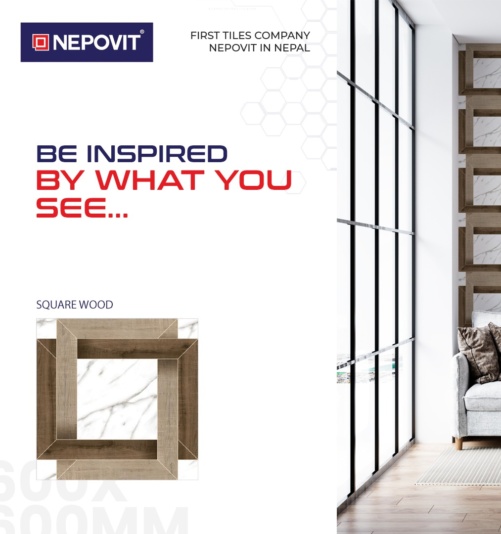 NEPOVIT®
FIRST TILES COMPANY
NEPOVIT IN NEPAL
BE INSPIRED
BY WHAT YOU
SEE...
SQUARE WOOD
600X
600MM